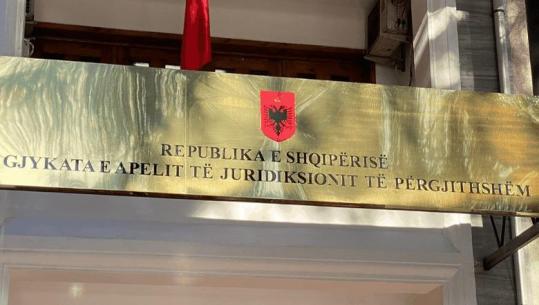 REPUBLIKA E SHQIPËRISË
GJYKATA E APELIT TË JURIDIKSIONIT TË PËRGJITHSHËM